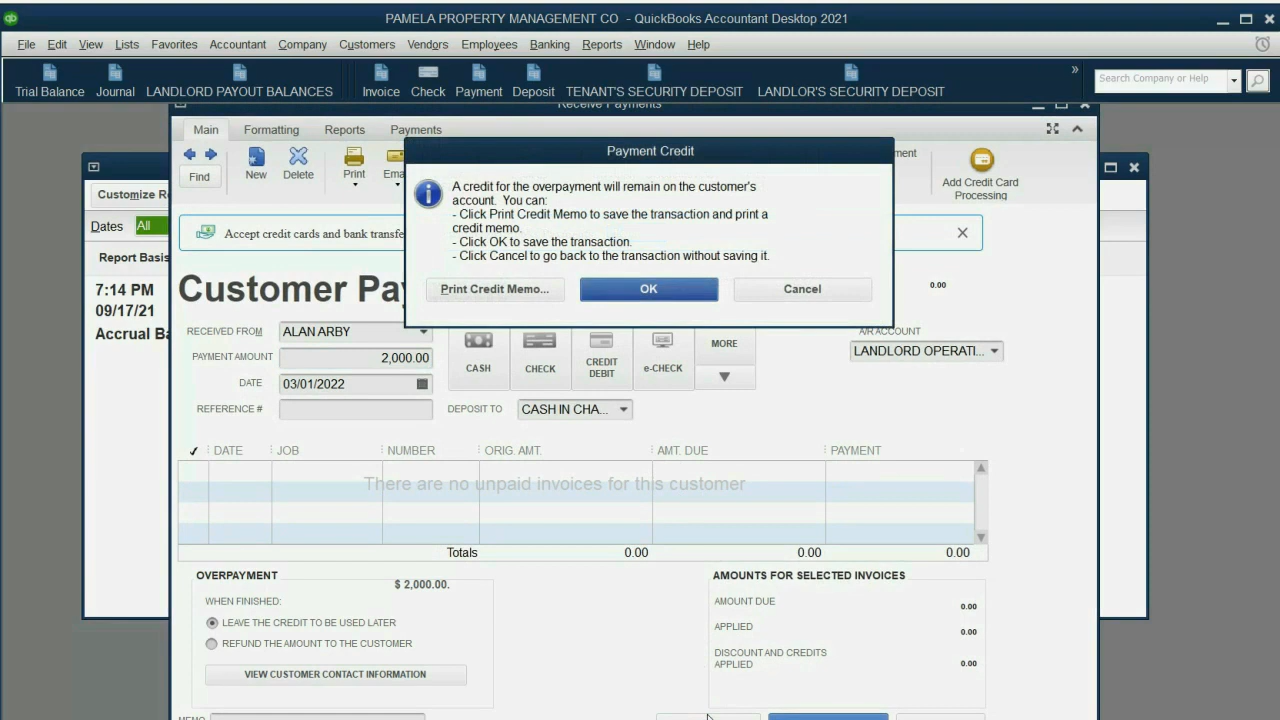 PAMELA PROPERTY MANAGEMENT CO - QuickBooks Accountant Desktop 2021
File Edit View Lists Favorites Accountant Company Customers Vendors Employees Banking Reports Window Help
Trial Balance Journal LANDLORD PAYOUT BALANCES Invoice Check Payment Deposit TENANT'S SECURITY DEPOSIT LANDLOR'S SECURITY DEPOSIT
Search Company or Help
Receive Payments
Main Formatting Reports Payments
Payment Credit
Find New Delete Print Ema
ment
Add Credit Card
Processing
A credit for the overpayment will remain on the customer's
account. You can:
- Click Print Credit Memo to save the transaction and print a
credit memo.
- Click OK to save the transaction.
- Click Cancel to go back to the transaction without saving it.
Print Credit Memo... OK Cancel
Customize R
Dates All
Report Basis
7:14 PM
09/17/21
Accrual Ba
Accept credit cards and bank transfe
Customer Pa
0.00
RECEIVED FROM ALAN ARBY
A/R ACCOUNT
LANDLORD OPERATI...
PAYMENT AMOUNT 2,000.00
DATE 03/01/2022
REFERENCE #
CASH CHECK CREDIT DEBIT e-CHECK MORE
DEPOSIT TO CASH IN CHA...
DATE JOB NUMBER ORIG. AMT. AMT. DUE PAYMENT
There are no unpaid invoices for this customer
Totals 0.00 0.00 0.00
OVERPAYMENT
$ 2,000.00.
WHEN FINISHED:
LEAVE THE CREDIT TO BE USED LATER
REFUND THE AMOUNT TO THE CUSTOMER
VIEW CUSTOMER CONTACT INFORMATION
AMOUNTS FOR SELECTED INVOICES
AMOUNT DUE 0.00
APPLIED 0.00
DISCOUNT AND CREDITS
APPLIED 0.00
MEMO